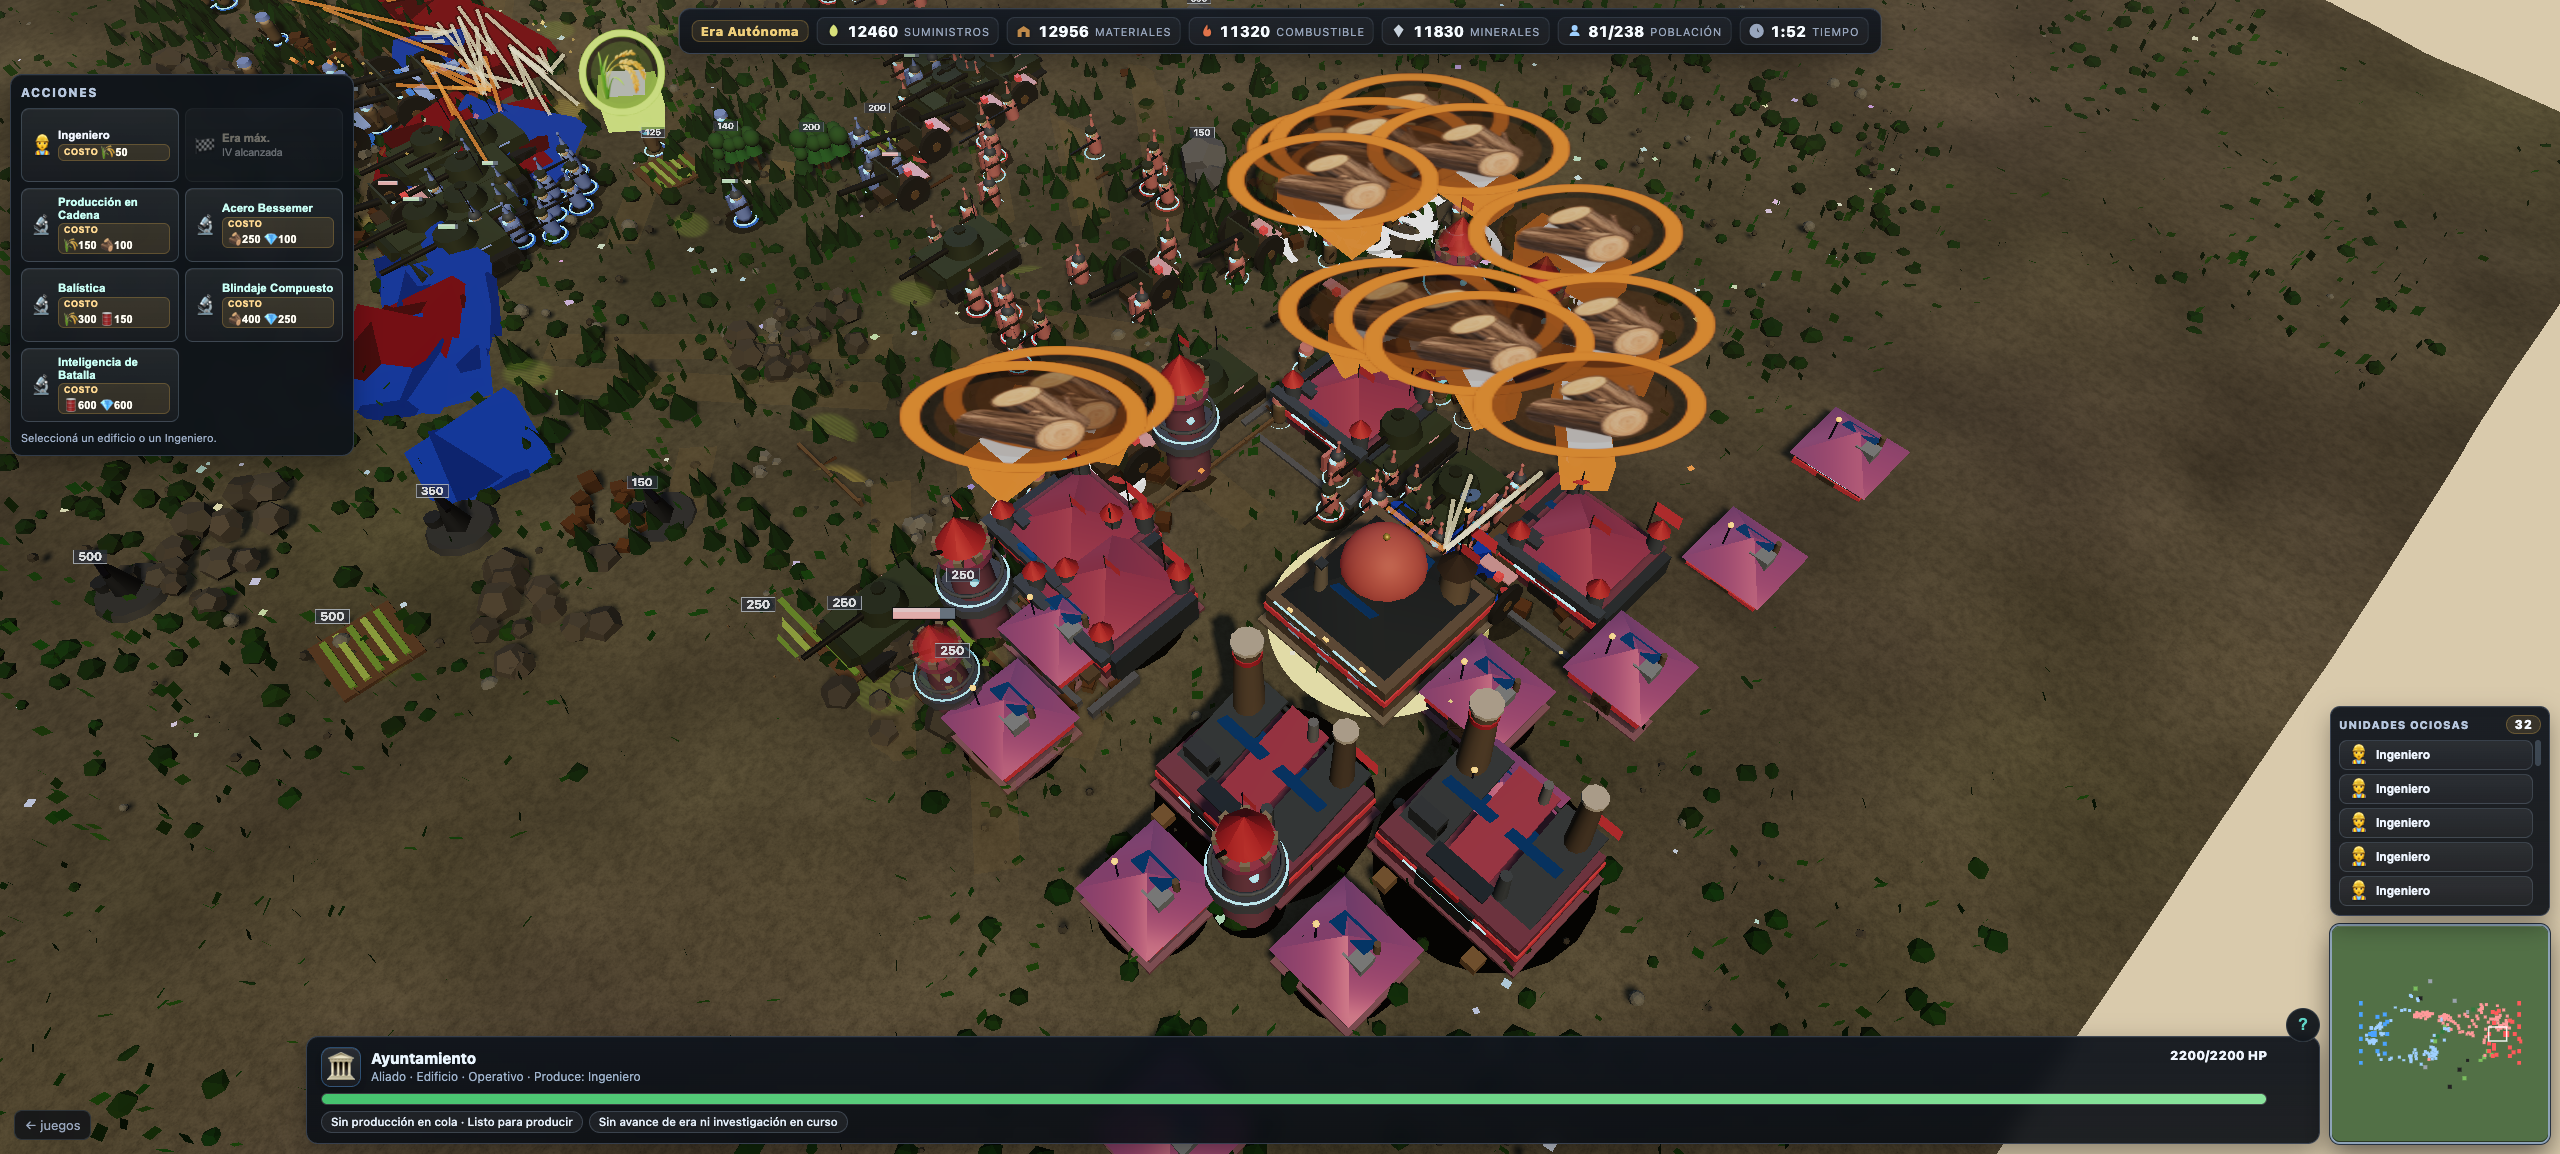 Era Autónoma
12460 SUMINISTROS
12956 MATERIALES
11320 COMBUSTIBLE
11830 MINERALES
81/238 POBLACIÓN
1:52 TIEMPO
ACCIONES
Ingeniero
COSTO 50
Era máx.
IV alcanzada
Producción en
Cadena
COSTO
150 100
Acero Bessemer
COSTO
250 100
Balística
COSTO
300 150
Blindaje Compuesto
COSTO
400 250
Inteligencia de
Batalla
COSTO
600 600
Seleccioná un edificio o un Ingeniero.
200
125
140
200
150
350
150
500
500
250
250
250
250
UNIDADES OCIOSAS 32
Ingeniero
Ingeniero
Ingeniero
Ingeniero
Ingeniero
?
Ayuntamiento
2200/2200 HP
Aliado · Edificio · Operativo · Produce: Ingeniero
Sin producción en cola · Listo para producir
Sin avance de era ni investigación en curso
← juegos